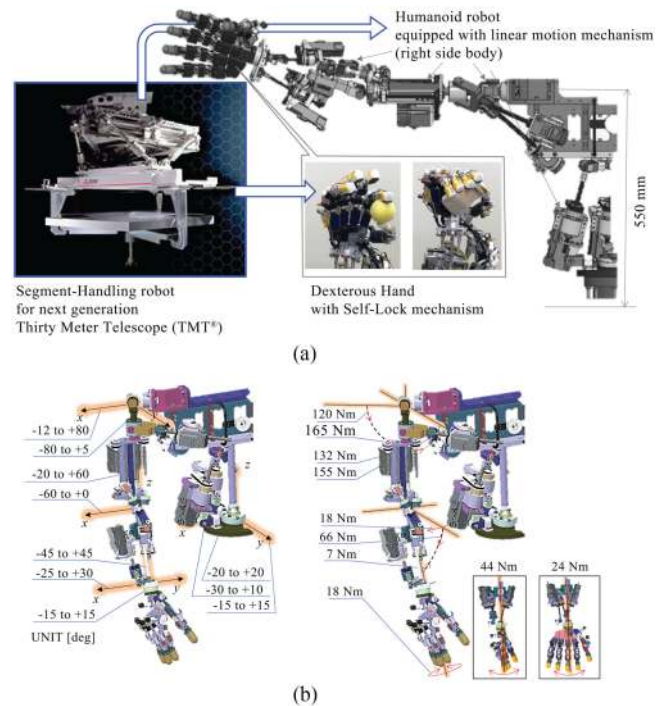 Humanoid robot
equipped with linear motion mechanism
(right side body)
550 mm
Segment-Handling robot
for next generation
Thirty Meter Telescope (TMT®)
Dexterous Hand
with Self-Lock mechanism
(a)
x
-12 to +80
-80 to +5
-20 to +60
z
-60 to +0
x
-45 to +45
-25 to +30
x
y
-15 to +15
UNIT [deg]
z
x
y
-20 to +20
-30 to +10
-15 to +15
120 Nm
165 Nm
132 Nm
155 Nm
18 Nm
66 Nm
7 Nm
18 Nm
44 Nm
24 Nm
(b)